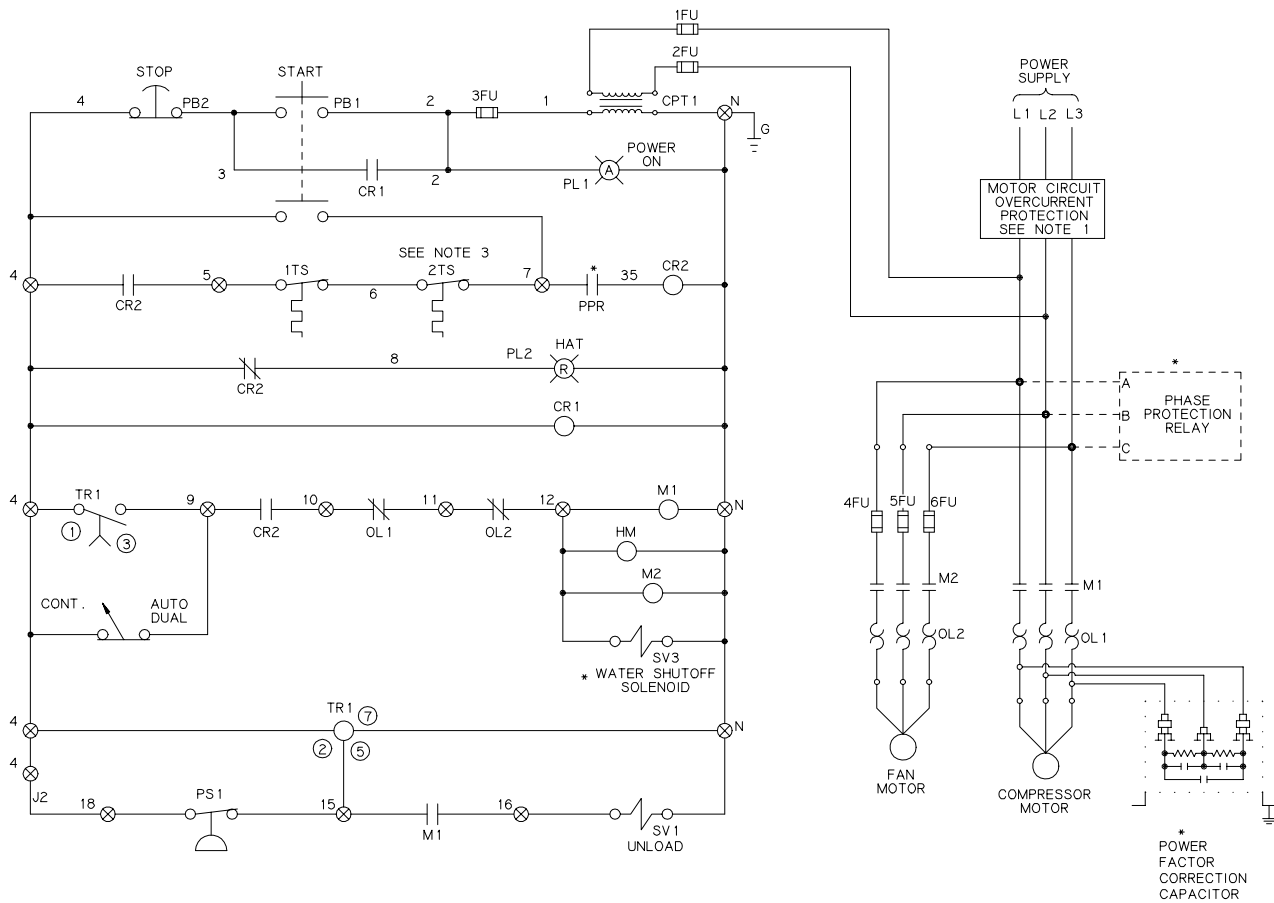 1FU
2FU
STOP
START
POWER
SUPPLY
4
PB2
PB1
2
3FU
1
CPT1
N
L1 L2 L3
G
3
CR1
2
PL1
A
POWER
ON
MOTOR CIRCUIT
OVERCURRENT
PROTECTION
SEE NOTE 1
SEE NOTE 3
4
CR2
5
1TS
6
2TS
7
*
PPR
35
CR2
CR2
8
PL2
HAT
R
*
A
B
C
PHASE
PROTECTION
RELAY
CR1
4
TR1
1
3
9
CR2
10
OL1
11
OL2
12
M1
N
HM
M2
4FU
5FU
6FU
M2
M1
OL2
OL1
CONT.
AUTO
DUAL
SV3
* WATER SHUTOFF
SOLENOID
4
TR1
7
2
5
N
4
J2
18
PS1
15
M1
16
SV1
UNLOAD
FAN
MOTOR
COMPRESSOR
MOTOR
*
POWER
FACTOR
CORRECTION
CAPACITOR